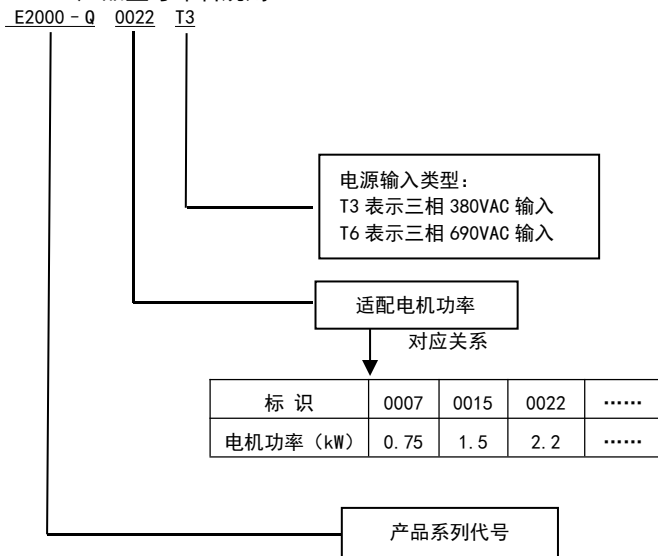 E2000-Q 0022 T3
电源输入类型：
T3 表示三相 380VAC 输入
T6 表示三相 690VAC 输入
适配电机功率
对应关系
标 识 0007 0015 0022 ……
电机功率（kW） 0.75 1.5 2.2 ……
产品系列代号